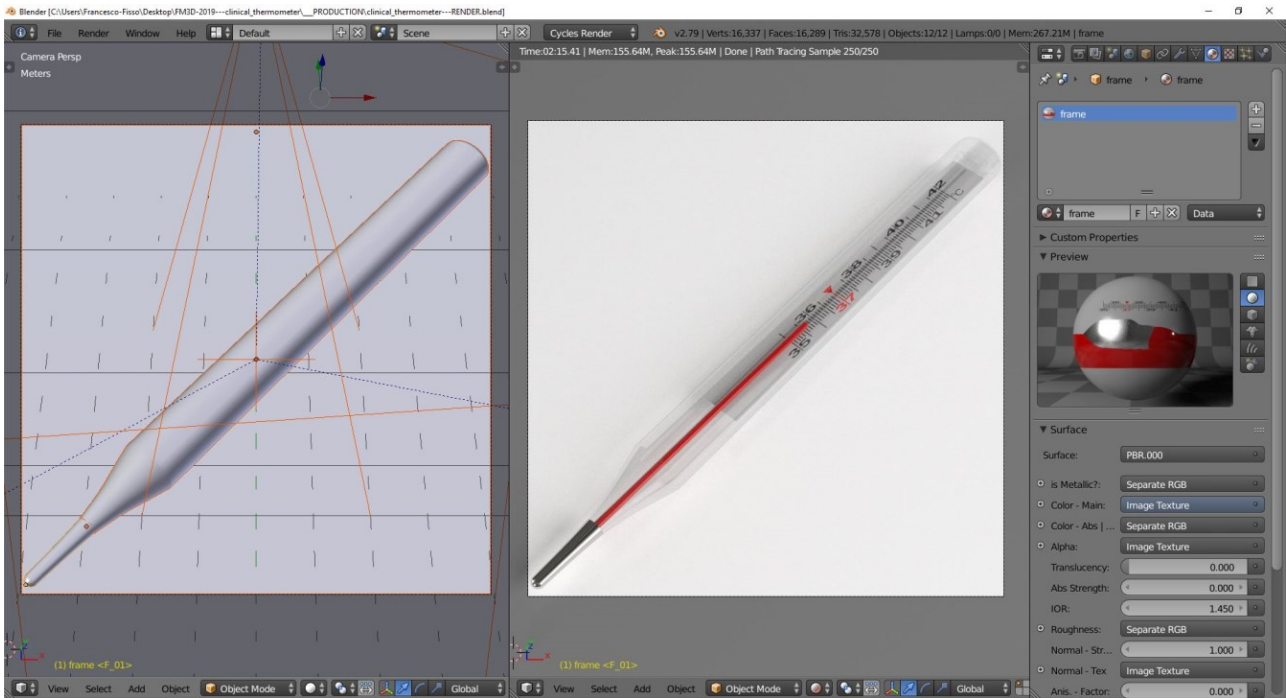 Blender [C:\Users\Francesco-Fisso\Desktop\FM3D-2019---clinical_thermometer\__PRODUCTION\clinical_thermometer---RENDER.blend]
File Render Window Help Default Scene Cycles Render v2.79 | Verts:16,337 | Faces:16,289 | Tris:32,578 | Objects:12/12 | Lamps:0/0 | Mem:267.21M | frame
Camera Persp
Meters
(1) frame <F_01>
View Select Add Object Object Mode Global
Time:02:15.41 | Mem:155.64M, Peak:155.64M | Done | Path Tracing Sample 250/250
42
C
41
40
39
38
37
36
35
(1) frame <F_01>
View Select Add Object Object Mode Global
frame frame
frame
frame F Data
Custom Properties
Preview
Surface
Surface: PBR.000
is Metallic?: Separate RGB
Color - Main: Image Texture
Color - Abs | ... Separate RGB
Alpha: Image Texture
Translucency: 0.000
Abs Strength: 0.000
IOR: 1.450
Roughness: Separate RGB
Normal - Str... 1.000
Normal - Tex Image Texture
Anis. - Factor: 0.000